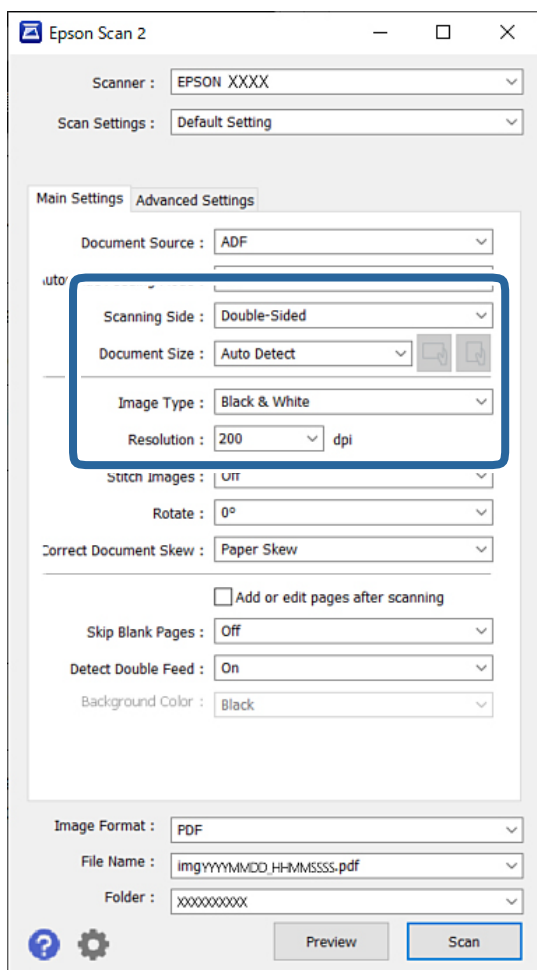 Epson Scan 2
Scanner : EPSON XXXX
Scan Settings : Default Setting
Main Settings Advanced Settings
Document Source : ADF
Scanning Side : Double-Sided
Document Size : Auto Detect
Image Type : Black & White
Resolution : 200 dpi
Stitch Images : Off
Rotate : 0°
Correct Document Skew : Paper Skew
Add or edit pages after scanning
Skip Blank Pages : Off
Detect Double Feed : On
Background Color : Black
Image Format : PDF
File Name : imgYYYYMMDD_HHMMSSSS.pdf
Folder : XXXXXXXXXX
Preview Scan